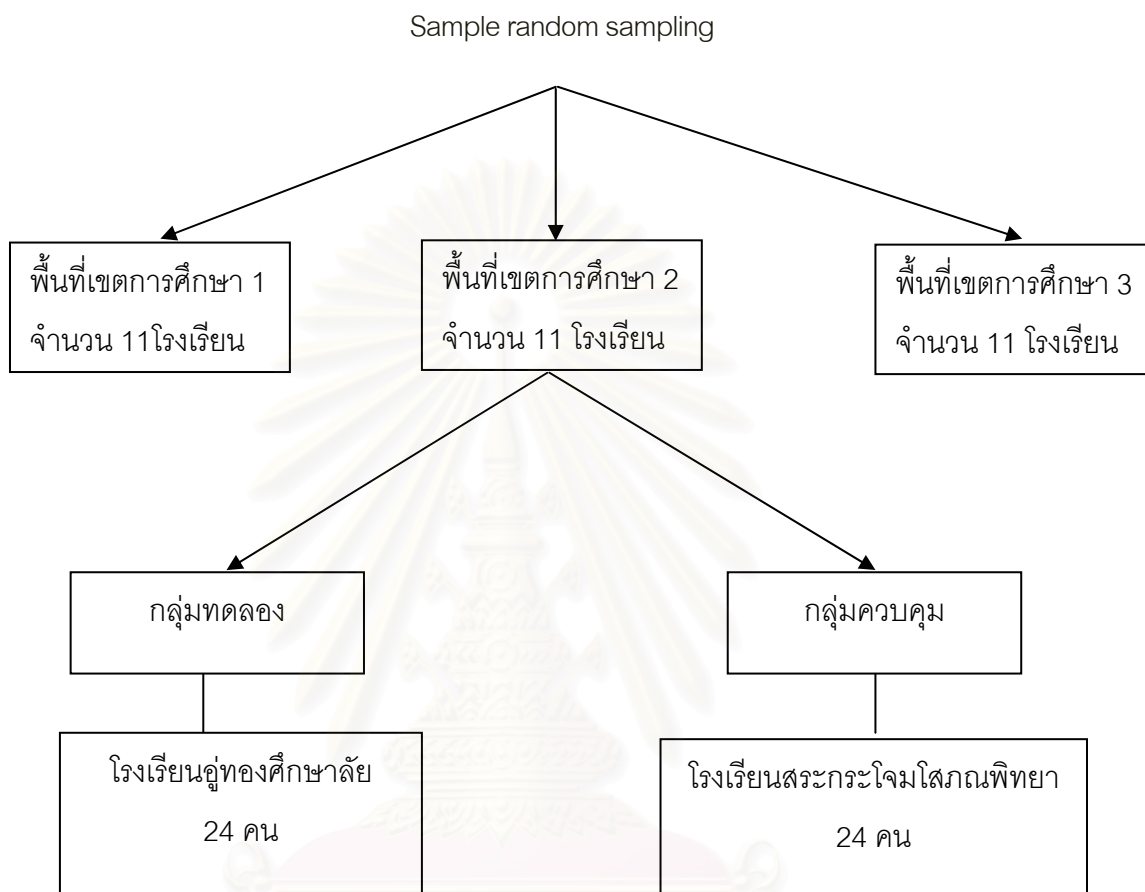 Sample random sampling
พื้นที่เขตการศึกษา 1
จำนวน 11โรงเรียน
พื้นที่เขตการศึกษา 2
จำนวน 11 โรงเรียน
พื้นที่เขตการศึกษา 3
จำนวน 11 โรงเรียน
กลุ่มทดลอง
กลุ่มควบคุม
โรงเรียนอู่ทองศึกษาลัย
24 คน
โรงเรียนสระกระโจมโสภณพิทยา
24 คน